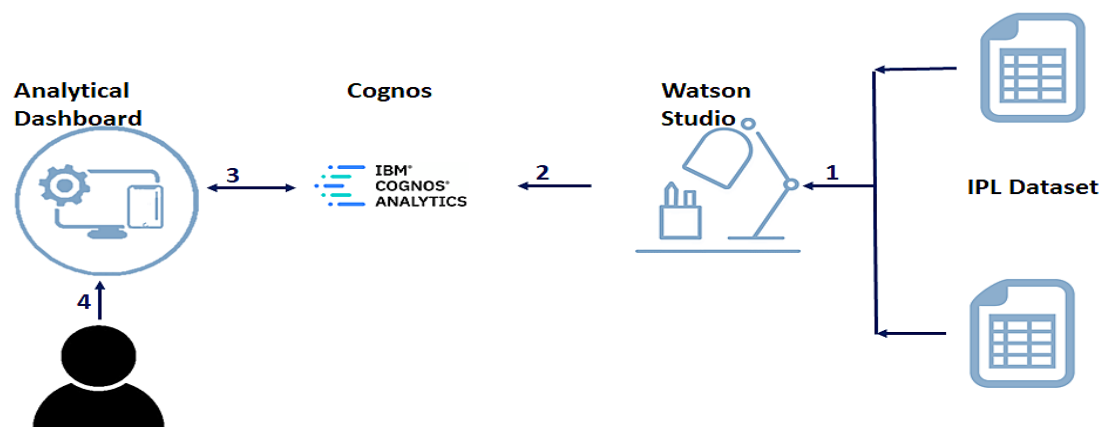 Analytical
Dashboard
Cognos
Watson
Studio
3
IBM®
COGNOS®
ANALYTICS
2
1
IPL Dataset
4